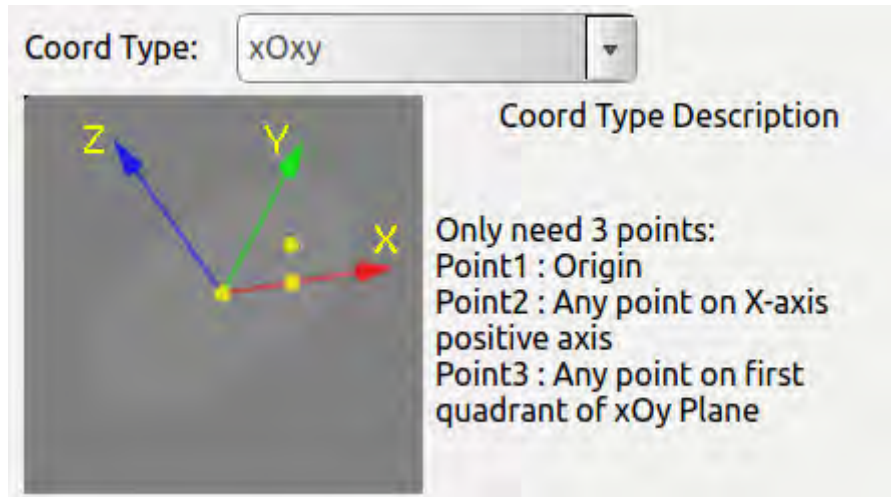 Coord Type: xOxy
Coord Type Description
Z
Y
X
Only need 3 points:
Point1 : Origin
Point2 : Any point on X-axis
positive axis
Point3 : Any point on first
quadrant of xOy Plane